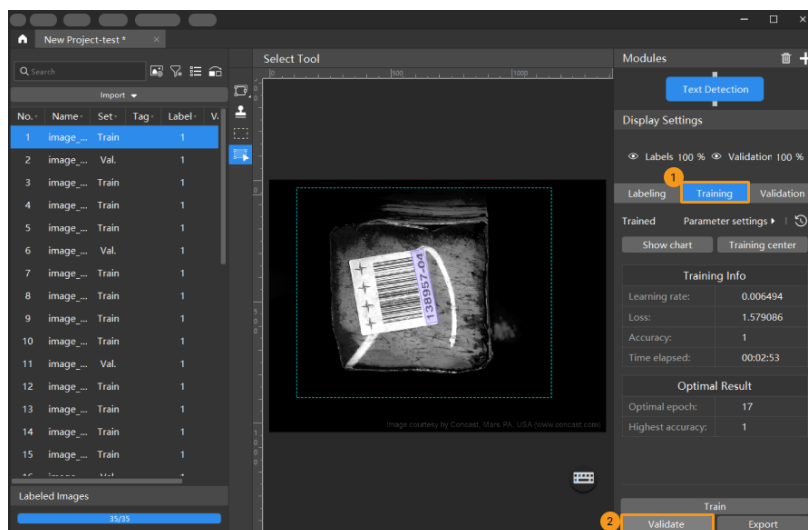 New Project-test *
Select Tool
Modules
Search
Import
Text Detection
No. Name Set Tag Label V.
Display Settings
1 image_... Train 1
2 image_... Val. 1
3 image_... Train 1
4 image_... Train 1
5 image_... Train 1
6 image_... Val. 1
7 image_... Train 1
8 image_... Train 1
9 image_... Train 1
10 image_... Train 1
11 image_... Val. 1
12 image_... Train 1
13 image_... Train 1
14 image_... Train 1
15 image_... Train 1
Labeled Images
35/35
0 500 1000
138957-04
Image courtesy by Concast, Mars PA, USA (www.concast.com)
Labels 100 % Validation 100 %
1
Labeling Training Validation
Trained Parameter settings
Show chart Training center
Training Info
Learning rate: 0.006494
Loss: 1.579086
Accuracy: 1
Time elapsed: 00:02:53
Optimal Result
Optimal epoch: 17
Highest accuracy: 1
Train
2
Validate Export